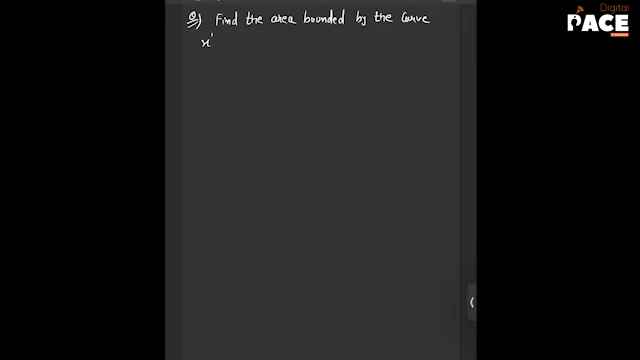 Q) Find the area bounded by the curve
x'
Digital
PACE